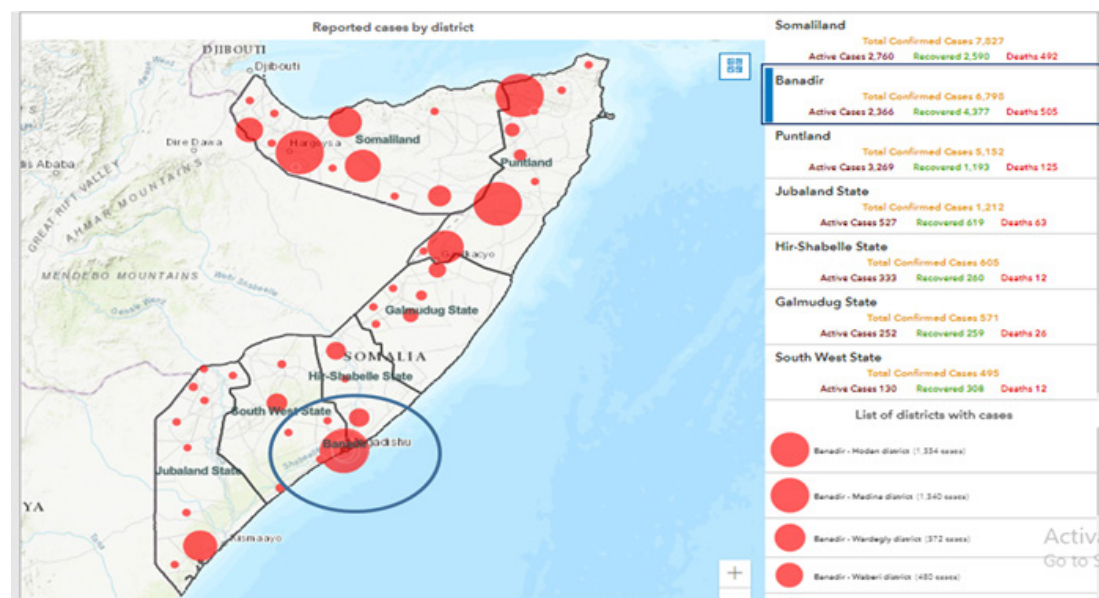 Reported cases by district
DJIBOUTI
Djibouti
Dire Dawa
Ababa
Hargeysa
Somaliland
Puntland
GREAT RIFT VALLEY
AHMAR MOUNTAINS
MENDEBO MOUNTAINS
Webi Shabeelle
Galmudug State
SOMALIA
Hir-Shabelle State
South West State
Jubaland State
YA
Kismaayo
+
Somaliland
Total Confirmed Cases 7,827
Active Cases 2,760 Recovered 2,590 Deaths 492
Banadir
Total Confirmed Cases 6,798
Active Cases 2,366 Recovered 4,377 Deaths 505
Puntland
Total Confirmed Cases 5,152
Active Cases 3,269 Recovered 1,193 Deaths 125
Jubaland State
Total Confirmed Cases 1,212
Active Cases 527 Recovered 619 Deaths 63
Hir-Shabelle State
Total Confirmed Cases 605
Active Cases 333 Recovered 260 Deaths 12
Galmudug State
Total Confirmed Cases 571
Active Cases 252 Recovered 259 Deaths 26
South West State
Total Confirmed Cases 495
Active Cases 130 Recovered 308 Deaths 12
List of districts with cases
Banadir - Hodan district
Banadir - Madina district
Banadir - Wardegly district
Banadir - Waberi district (480 cases)
Activa
Go to S